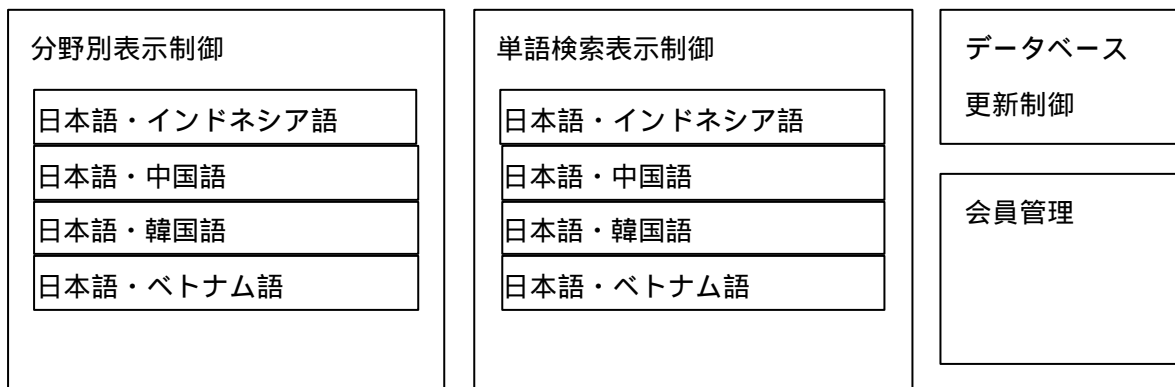 分野別表示制御
日本語・インドネシア語
日本語・中国語
日本語・韓国語
日本語・ベトナム語
単語検索表示制御
日本語・インドネシア語
日本語・中国語
日本語・韓国語
日本語・ベトナム語
データベース
更新制御
会員管理